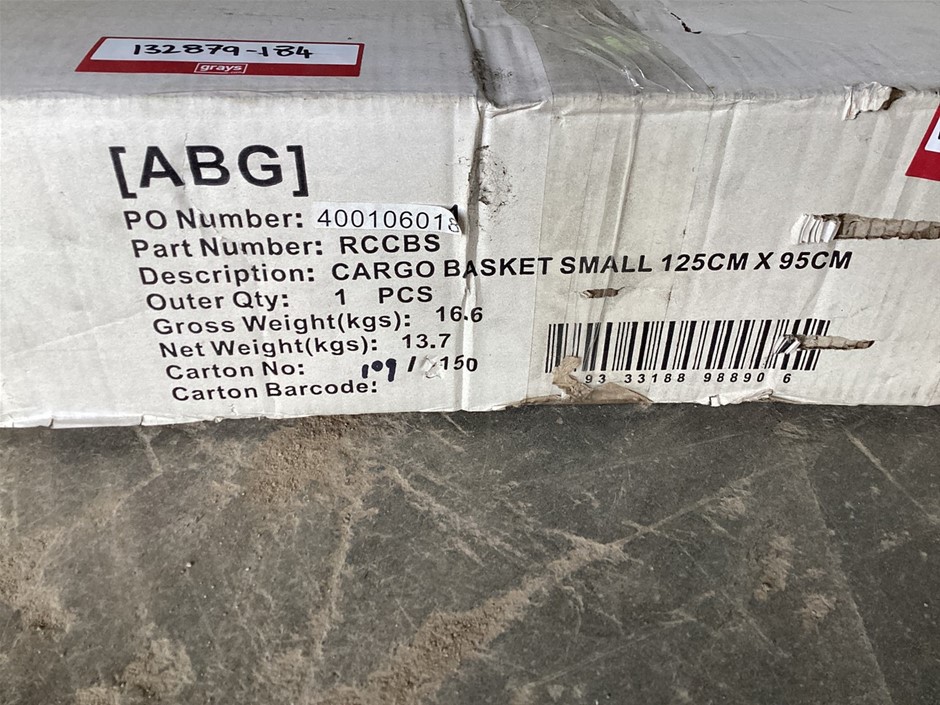 132879-184
grays
[ABG]
PO Number: 400106018
Part Number: RCCBS
Description: CARGO BASKET SMALL 125CM X 95CM
Outer Qty: 1 PCS
Gross Weight(kgs): 16.6
Net Weight(kgs): 13.7
Carton No: 109/150
Carton Barcode:
93 33188 98890 6